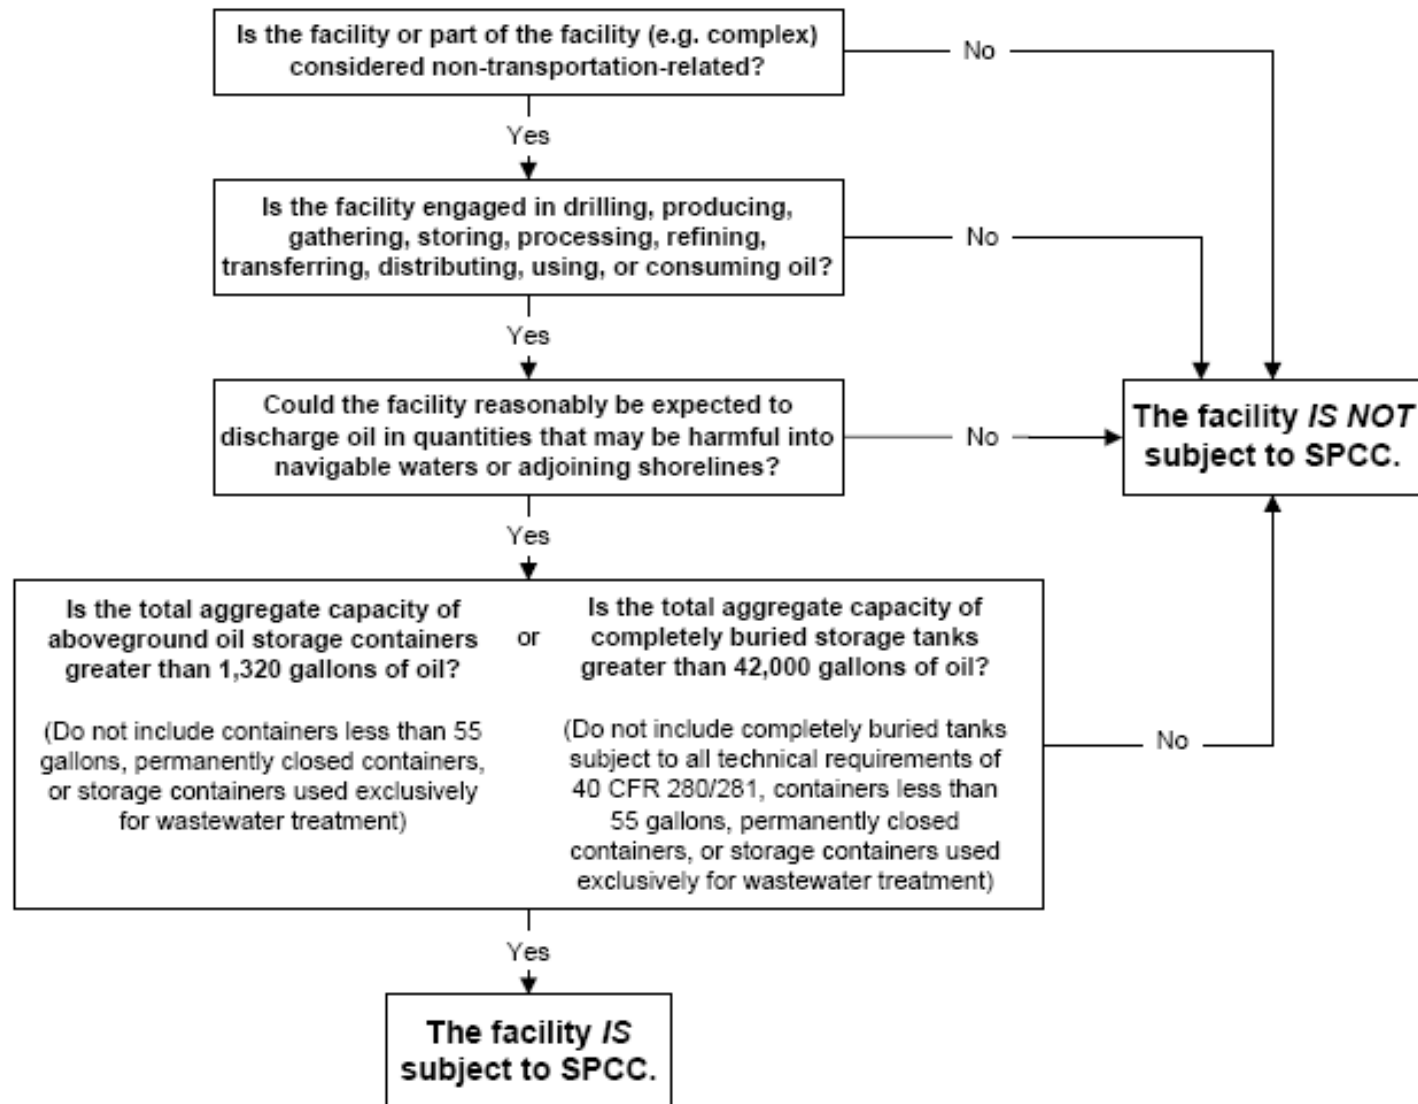 Is the facility or part of the facility (e.g. complex)
considered non-transportation-related?
No
Yes
Is the facility engaged in drilling, producing,
gathering, storing, processing, refining,
transferring, distributing, using, or consuming oil?
No
Yes
Could the facility reasonably be expected to
discharge oil in quantities that may be harmful into
navigable waters or adjoining shorelines?
No
The facility IS NOT
subject to SPCC.
Yes
Is the total aggregate capacity of
aboveground oil storage containers
greater than 1,320 gallons of oil?
(Do not include containers less than 55
gallons, permanently closed containers,
or storage containers used exclusively
for wastewater treatment)
or
Is the total aggregate capacity of
completely buried storage tanks
greater than 42,000 gallons of oil?
(Do not include completely buried tanks
subject to all technical requirements of
40 CFR 280/281, containers less than
55 gallons, permanently closed
containers, or storage containers used
exclusively for wastewater treatment)
No
Yes
The facility IS
subject to SPCC.